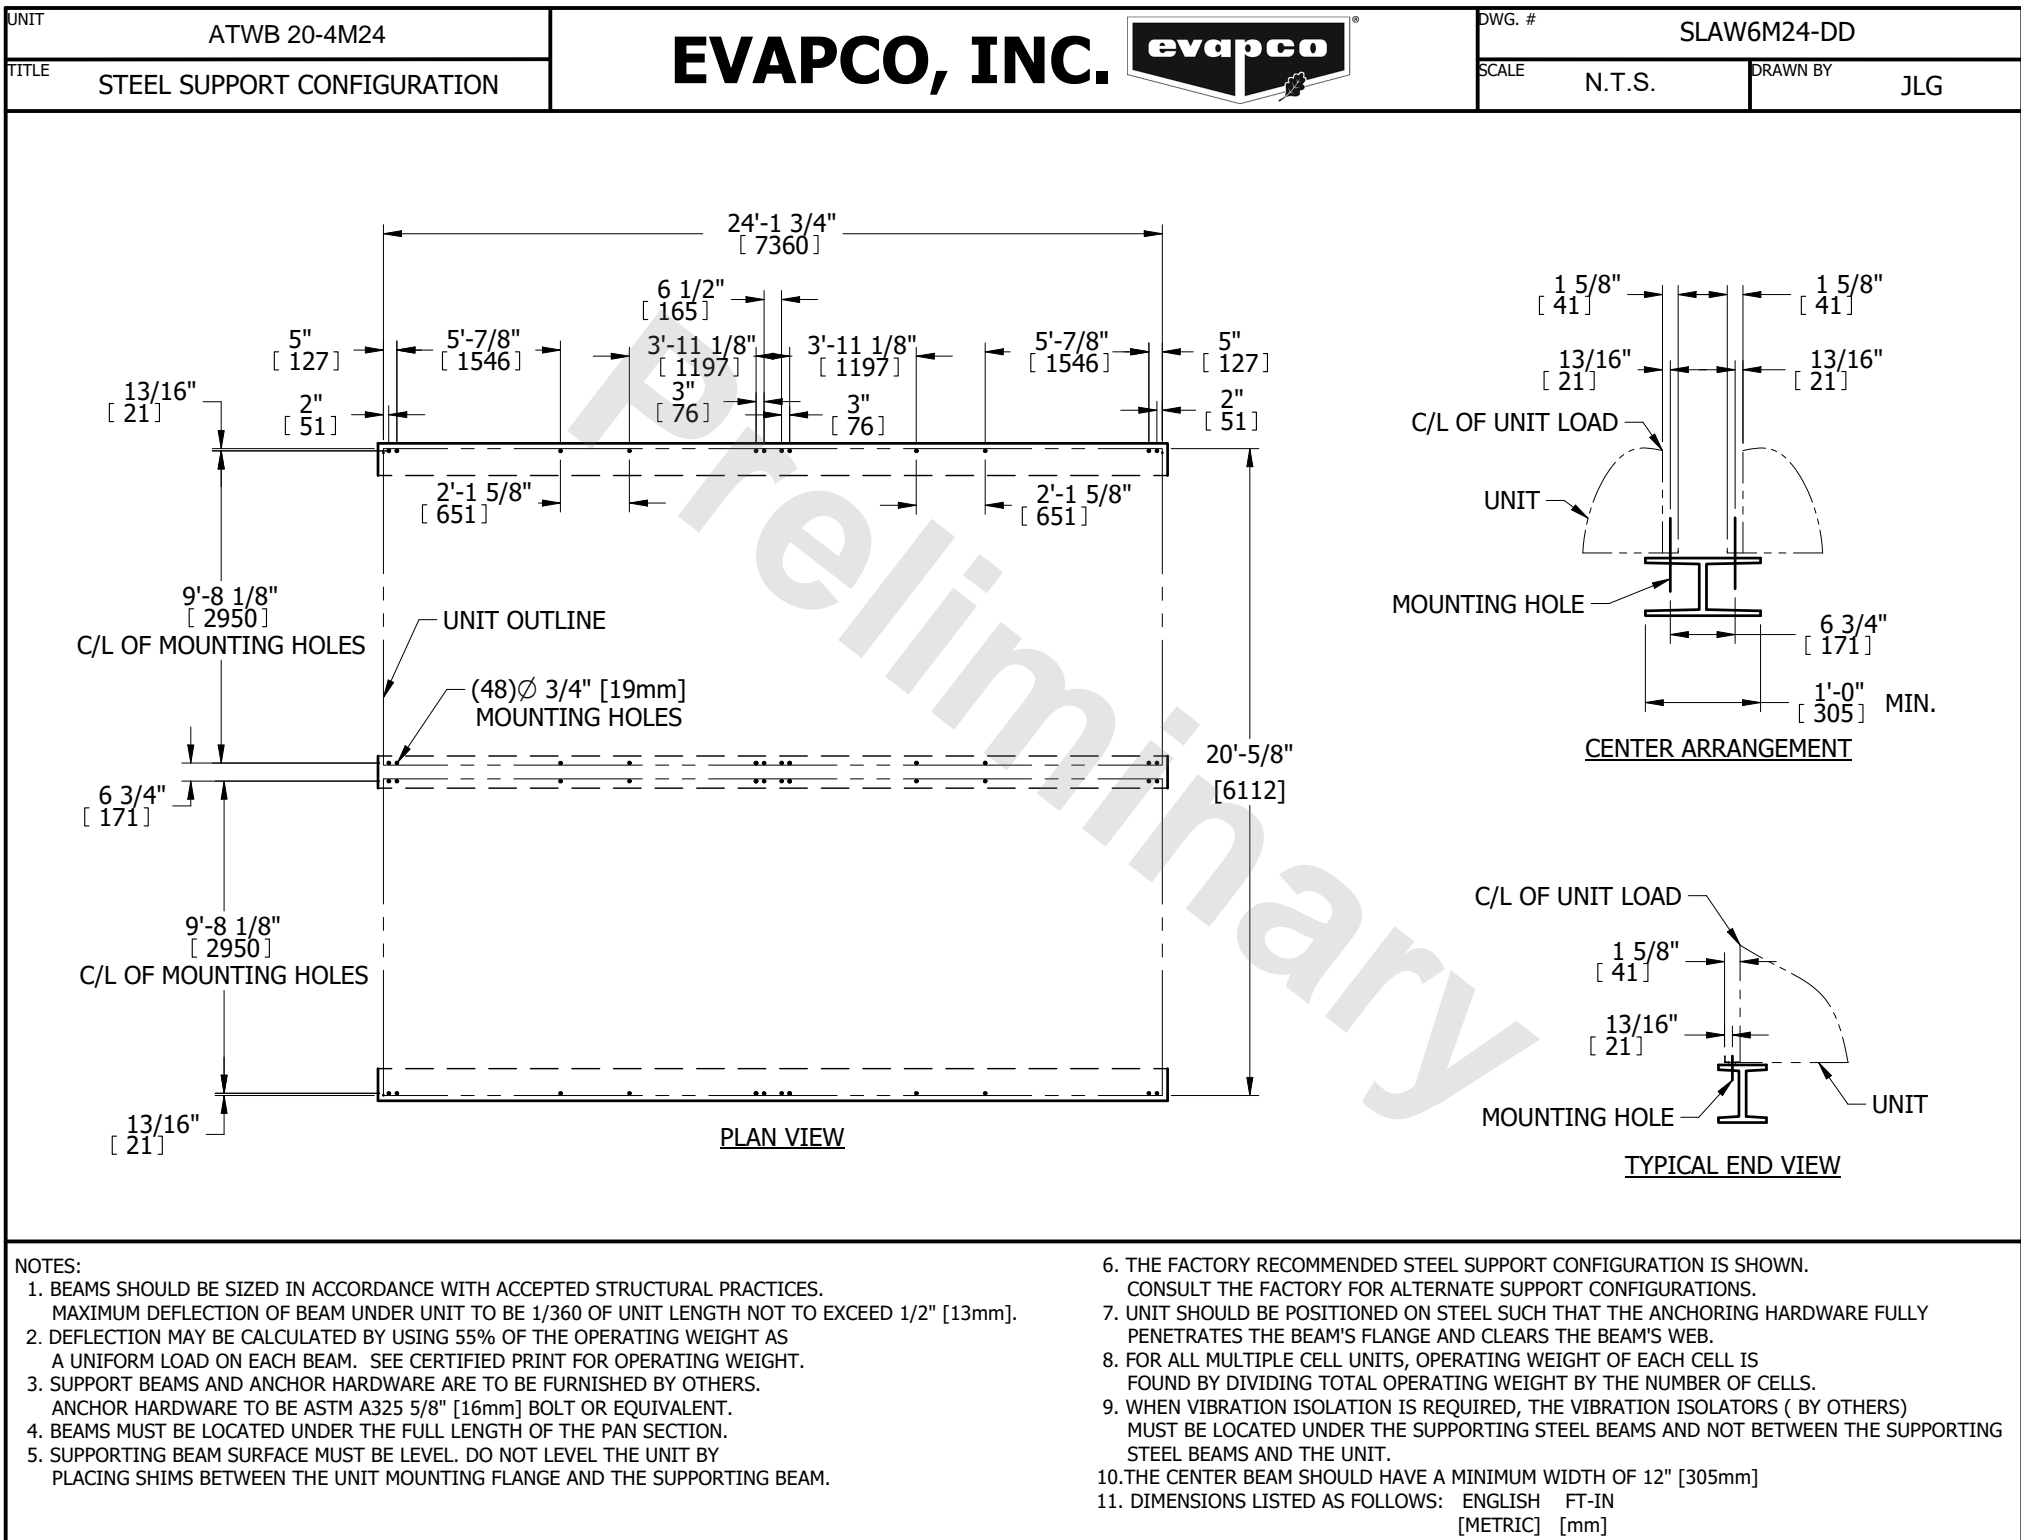 UNIT
ATWB 20-4M24
TITLE
STEEL SUPPORT CONFIGURATION
EVAPCO, INC.
evapco
®
DWG. #
SLAW6M24-DD
SCALE
N.T.S.
DRAWN BY
JLG
24'-1 3/4"
[ 7360 ]
6 1/2"
[ 165 ]
5"
[ 127 ]
5'-7/8"
[ 1546 ]
3'-11 1/8"
[ 1197 ]
3'-11 1/8"
[ 1197 ]
5'-7/8"
[ 1546 ]
5"
[ 127 ]
13/16"
[ 21 ]
2"
[ 51 ]
3"
[ 76 ]
3"
[ 76 ]
2"
[ 51 ]
2'-1 5/8"
[ 651 ]
2'-1 5/8"
[ 651 ]
9'-8 1/8"
[ 2950 ]
C/L OF MOUNTING HOLES
UNIT OUTLINE
(48)Ø 3/4" [19mm]
MOUNTING HOLES
6 3/4"
[ 171 ]
20'-5/8"
[6112]
9'-8 1/8"
[ 2950 ]
C/L OF MOUNTING HOLES
13/16"
[ 21 ]
PLAN VIEW
Preliminary
1 5/8"
[ 41 ]
1 5/8"
[ 41 ]
13/16"
[ 21 ]
13/16"
[ 21 ]
C/L OF UNIT LOAD
UNIT
MOUNTING HOLE
6 3/4"
[ 171 ]
1'-0"
[ 305 ]
MIN.
CENTER ARRANGEMENT
C/L OF UNIT LOAD
1 5/8"
[ 41 ]
13/16"
[ 21 ]
MOUNTING HOLE
UNIT
TYPICAL END VIEW
NOTES:
1. BEAMS SHOULD BE SIZED IN ACCORDANCE WITH ACCEPTED STRUCTURAL PRACTICES.
MAXIMUM DEFLECTION OF BEAM UNDER UNIT TO BE 1/360 OF UNIT LENGTH NOT TO EXCEED 1/2" [13mm].
2. DEFLECTION MAY BE CALCULATED BY USING 55% OF THE OPERATING WEIGHT AS
A UNIFORM LOAD ON EACH BEAM. SEE CERTIFIED PRINT FOR OPERATING WEIGHT.
3. SUPPORT BEAMS AND ANCHOR HARDWARE ARE TO BE FURNISHED BY OTHERS.
ANCHOR HARDWARE TO BE ASTM A325 5/8" [16mm] BOLT OR EQUIVALENT.
4. BEAMS MUST BE LOCATED UNDER THE FULL LENGTH OF THE PAN SECTION.
5. SUPPORTING BEAM SURFACE MUST BE LEVEL. DO NOT LEVEL THE UNIT BY
PLACING SHIMS BETWEEN THE UNIT MOUNTING FLANGE AND THE SUPPORTING BEAM.
6. THE FACTORY RECOMMENDED STEEL SUPPORT CONFIGURATION IS SHOWN.
CONSULT THE FACTORY FOR ALTERNATE SUPPORT CONFIGURATIONS.
7. UNIT SHOULD BE POSITIONED ON STEEL SUCH THAT THE ANCHORING HARDWARE FULLY
PENETRATES THE BEAM'S FLANGE AND CLEARS THE BEAM'S WEB.
8. FOR ALL MULTIPLE CELL UNITS, OPERATING WEIGHT OF EACH CELL IS
FOUND BY DIVIDING TOTAL OPERATING WEIGHT BY THE NUMBER OF CELLS.
9. WHEN VIBRATION ISOLATION IS REQUIRED, THE VIBRATION ISOLATORS ( BY OTHERS)
MUST BE LOCATED UNDER THE SUPPORTING STEEL BEAMS AND NOT BETWEEN THE SUPPORTING
STEEL BEAMS AND THE UNIT.
10.THE CENTER BEAM SHOULD HAVE A MINIMUM WIDTH OF 12" [305mm]
11. DIMENSIONS LISTED AS FOLLOWS: ENGLISH FT-IN
[METRIC] [mm]